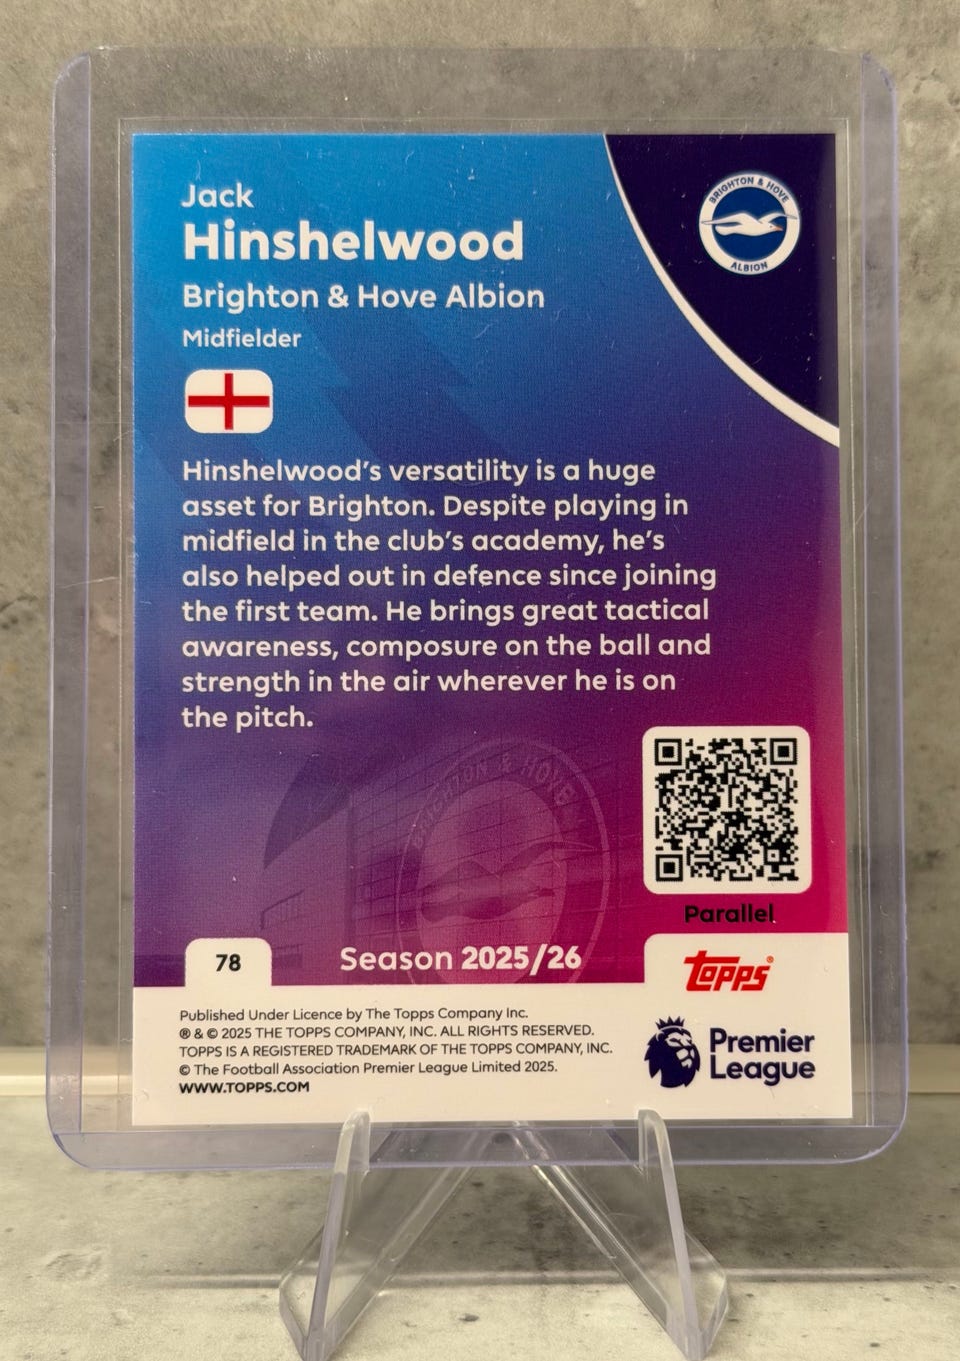 Jack
Hinshelwood
Brighton & Hove Albion
Midfielder
BRIGHTON & HOVE
ALBION
Hinshelwood's versatility is a huge
asset for Brighton. Despite playing in
midfield in the club's academy, he's
also helped out in defence since joining
the first team. He brings great tactical
awareness, composure on the ball and
strength in the air wherever he is on
the pitch.
BRIGHTON & HOVE
Parallel
78
Season 2025/26
topps®
Published Under Licence by The Topps Company Inc.
® & © 2025 THE TOPPS COMPANY, INC. ALL RIGHTS RESERVED.
TOPPS IS A REGISTERED TRADEMARK OF THE TOPPS COMPANY, INC.
© The Football Association Premier League Limited 2025.
WWW.TOPPS.COM
Premier
League